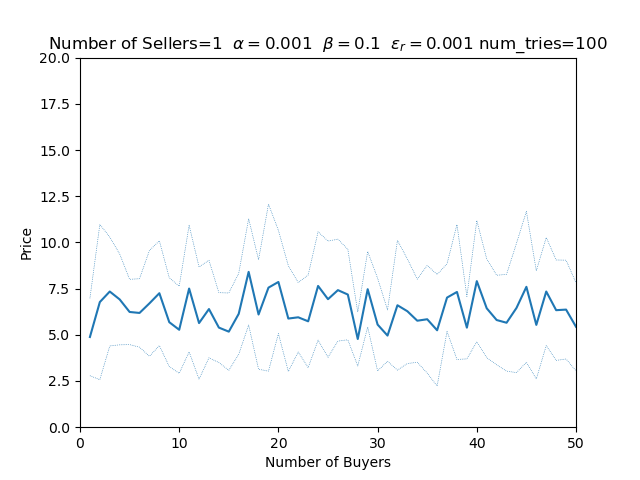 Number of Sellers=1 α = 0.001 β = 0.1 εᵣ = 0.001 num_tries=100
20.0
17.5
15.0
12.5
10.0
7.5
5.0
2.5
0.0
Price
0 10 20 30 40 50
Number of Buyers